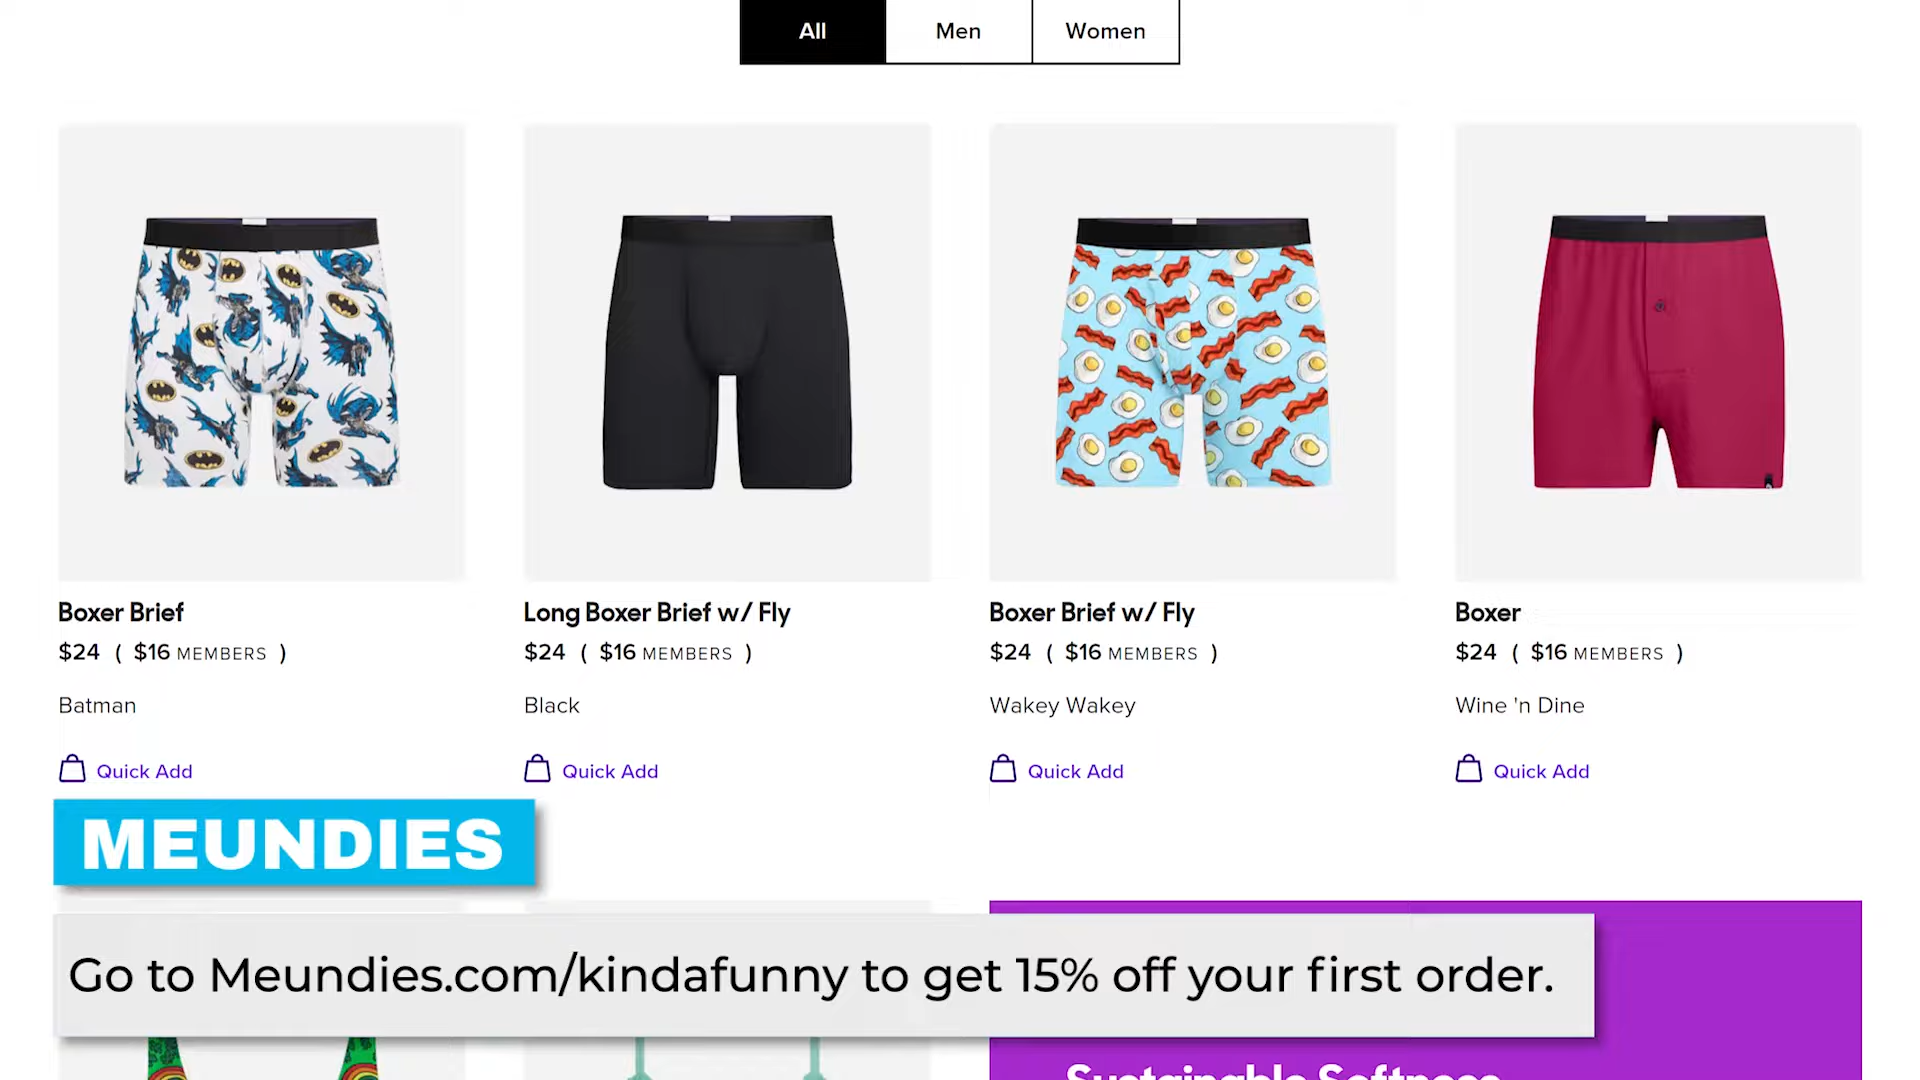 All
Men
Women
Boxer Brief
$24 ( $16 MEMBERS )
Batman
Quick Add
Long Boxer Brief w/ Fly
$24 ( $16 MEMBERS )
Black
Quick Add
Boxer Brief w/ Fly
$24 ( $16 MEMBERS )
Wakey Wakey
Quick Add
Boxer
$24 ( $16 MEMBERS )
Wine 'n Dine
Quick Add
MEUNDIES
Go to Meundies.com/kindafunny to get 15% off your first order.
Sustainable Softness